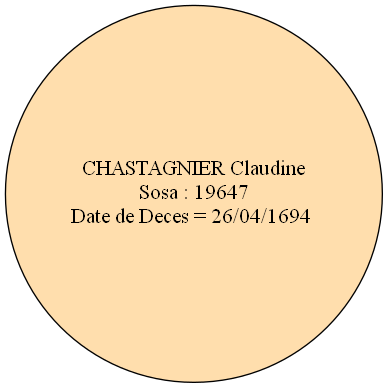 CHASTAGNIER Claudine
Sosa : 19647
Date de Deces = 26/04/1694